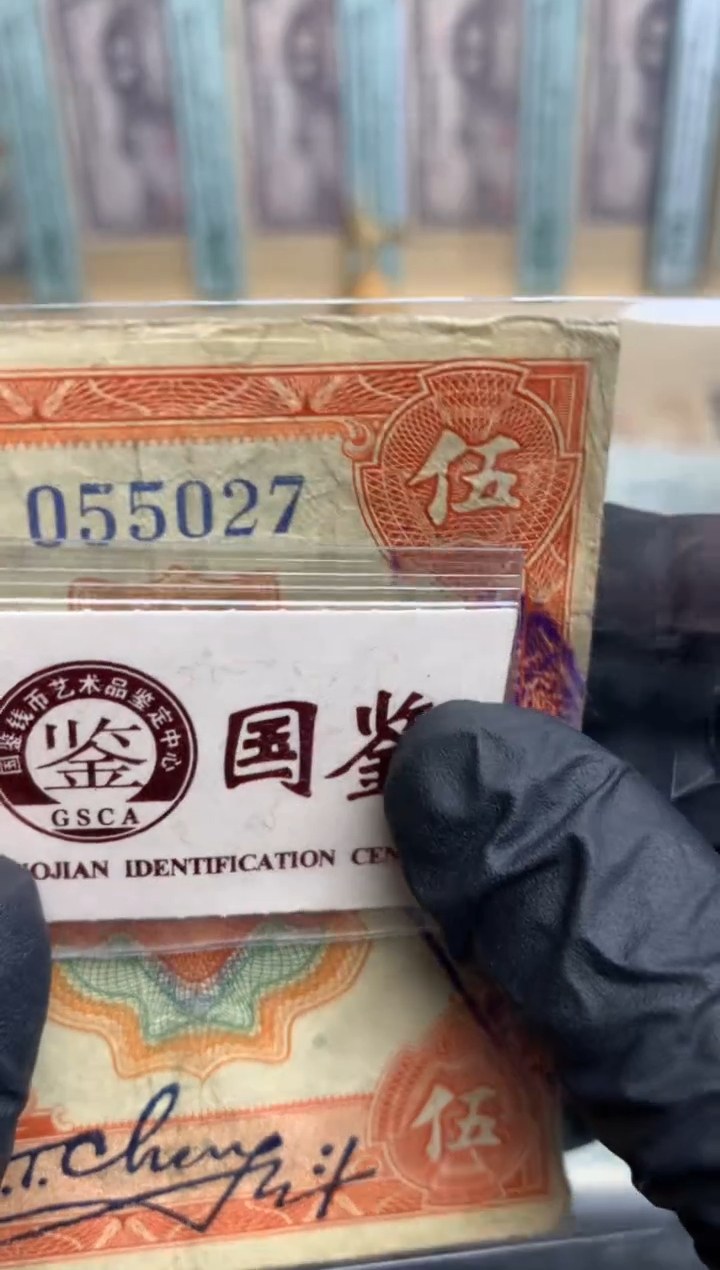 伍
055027
国鉴钱币艺术品鉴定中心
鉴
GSCA
国鉴
OJIAN IDENTIFICATION CEN
伍
.T. Cheng